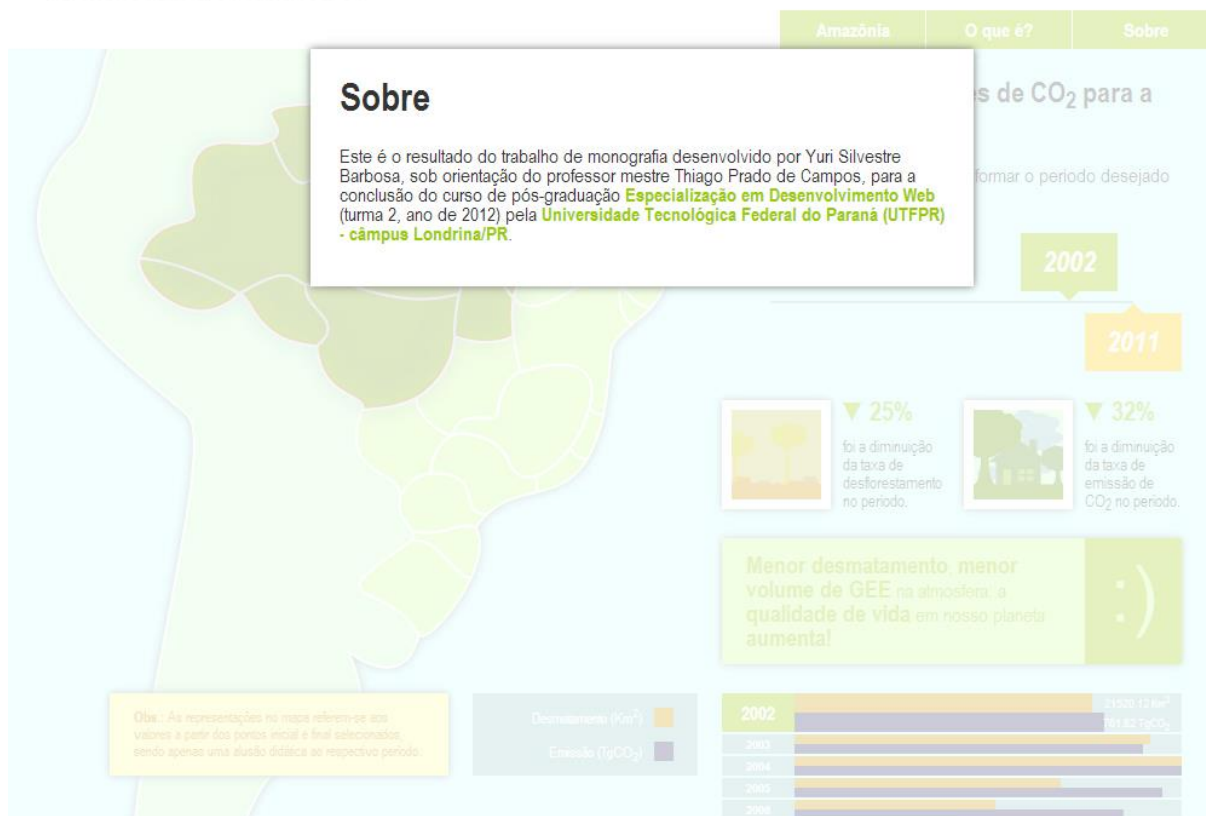 Amazônia
O que é?
Sobre
Sobre
s de CO₂ para a
Este é o resultado do trabalho de monografia desenvolvido por Yuri Silvestre
Barbosa, sob orientação do professor mestre Thiago Prado de Campos, para a
conclusão do curso de pós-graduação Especialização em Desenvolvimento Web
(turma 2, ano de 2012) pela Universidade Tecnológica Federal do Paraná (UTFPR)
- câmpus Londrina/PR.
formar o período desejado
2002
2011
▼ 25%
foi a diminuição
da taxa de
desflorestamento
no período.
▼ 32%
foi a diminuição
da taxa de
emissão de
CO₂ no período.
Menor desmatamento, menor
volume de GEE na atmosfera, a
qualidade de vida em nosso planeta
aumenta!
:)
Obs.: As representações no mapa referem-se aos
valores a partir dos pontos inicial e final selecionados,
sendo apenas uma alusão didática ao respectivo período.
Desmatamento (Km²)
Emissão (TgCO₂)
2002
Km²
TgCO₂
2003
2004
2005
2006